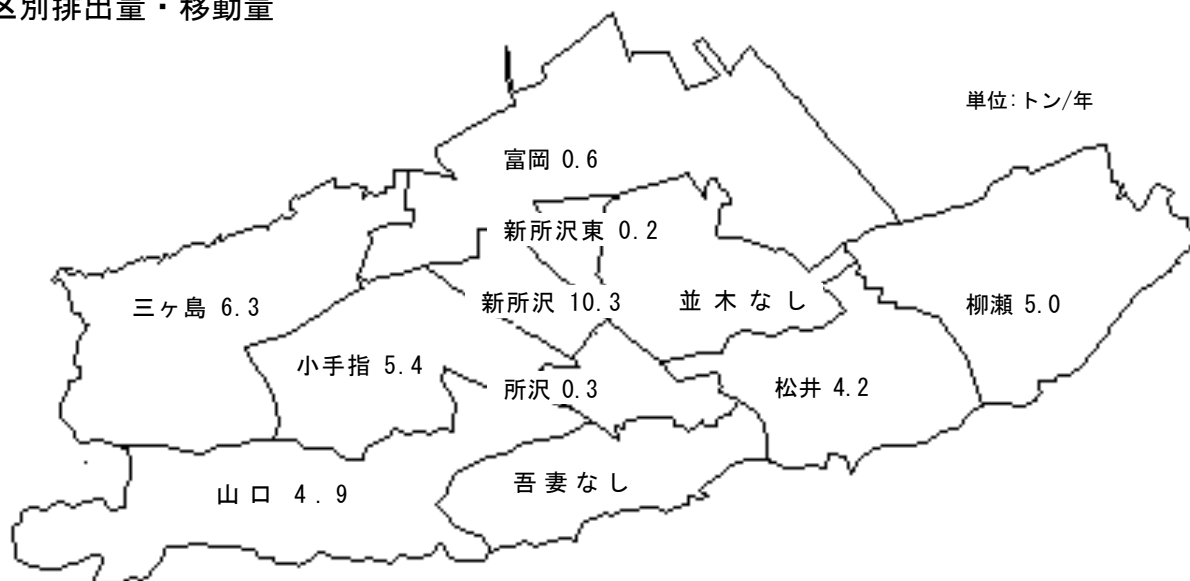 区別排出量・移動量
単位:トン/年
富岡 0.6
新所沢東 0.2
三ヶ島 6.3
新所沢 10.3
並木なし
柳瀬 5.0
小手指 5.4
所沢 0.3
松井 4.2
山口 4.9
吾妻なし